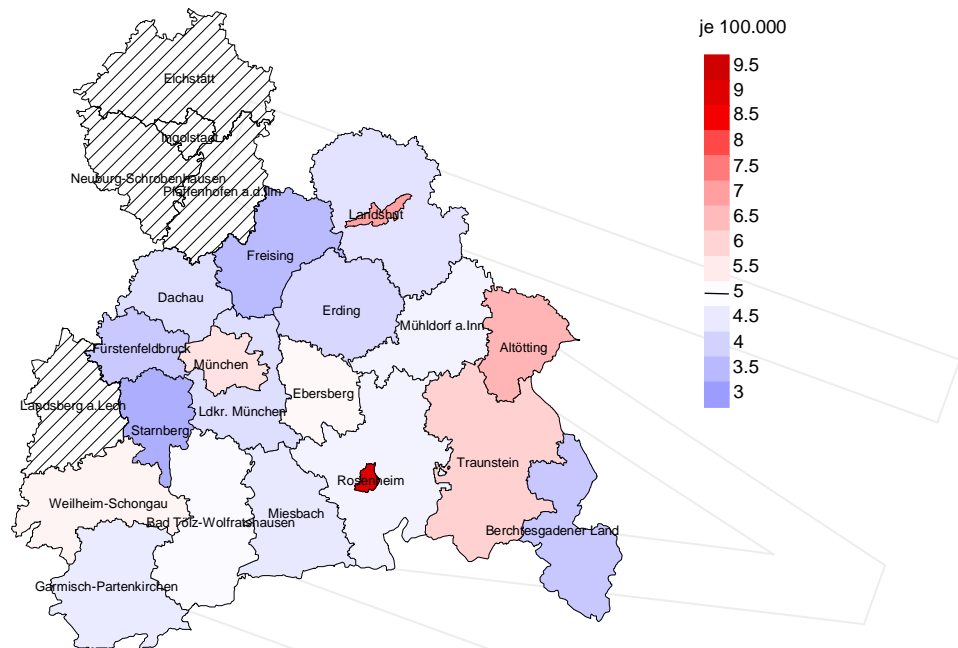 je 100.000
9.5
9
8.5
8
7.5
7
6.5
6
5.5
5
4.5
4
3.5
3
Eichstätt
Ingolstadt
Neuburg-Schrobenhausen
Pfaffenhofen a.d.Ilm
Landshut
Freising
Dachau
Erding
Mühldorf a.Inn
Fürstenfeldbruck
München
Altötting
Ebersberg
Landsberg a.Lech
Ldkr. München
Starnberg
Traunstein
Rosenheim
Weilheim-Schongau
Miesbach
Bad Tölz-Wolfratshausen
Berchtesgadener Land
Garmisch-Partenkirchen